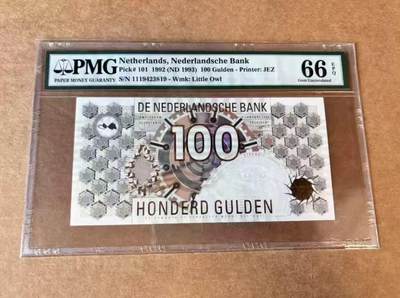 PMG
PAPER MONEY GUARANTY
Netherlands, Nederlandsche Bank
Pick# 101 1992 (ND 1993) 100 Gulden - Printer: JEZ
S/N 1119423819 - Wmk: Little Owl
66 EPQ
Gem Uncirculated
DE NEDERLANDSCHE BANK
100
HONDERD GULDEN